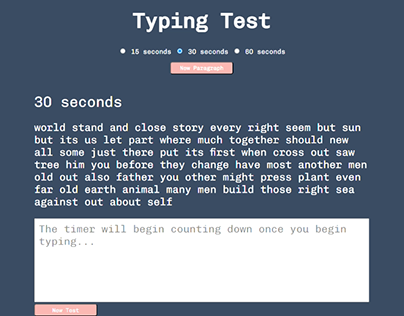 Typing Test
15 seconds 30 seconds 60 seconds
New Paragraph
30 seconds
world stand and close story every right seem but sun
but its us let part where much together should new
all some just there put its first when cross out saw
tree him you before they change have most another men
old out also father you other might press plant even
far old earth animal many men build those right sea
against out about self
The timer will begin counting down once you begin
typing...
New Test